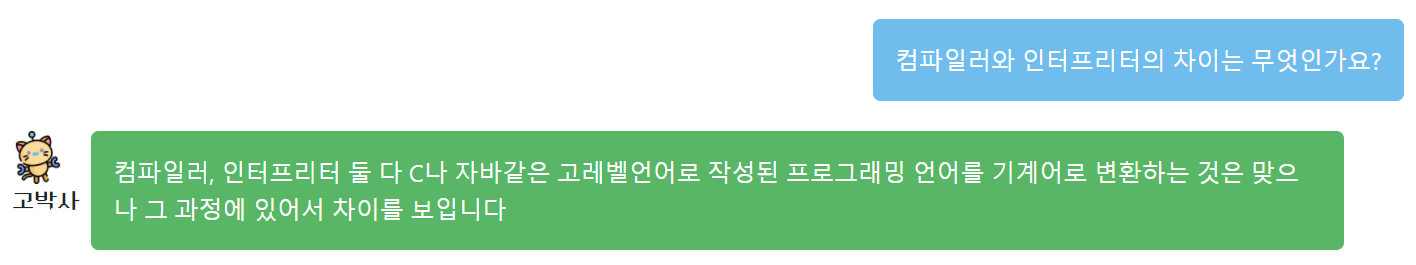 컴파일러와 인터프리터의 차이는 무엇인가요?
컴파일러, 인터프리터 둘 다 C나 자바같은 고레벨언어로 작성된 프로그래밍 언어를 기계어로 변환하는 것은 맞으
나 그 과정에 있어서 차이를 보입니다
고박사